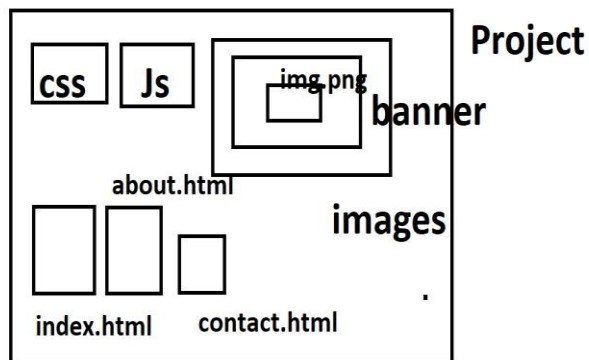 Project
css
Js
img.png
banner
about.html
images
index.html
contact.html